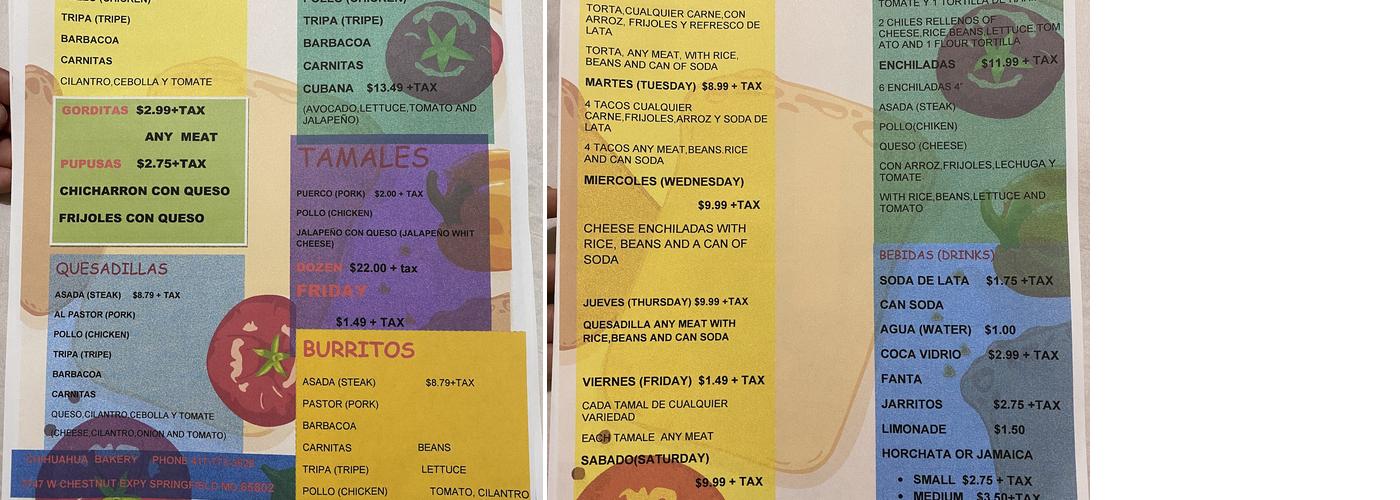 TRIPA (TRIPE)
BARBACOA
CARNITAS
CILANTRO,CEBOLLA Y TOMATE
GORDITAS $2.99+TAX
ANY MEAT
PUPUSAS $2.75+TAX
CHICHARRON CON QUESO
FRIJOLES CON QUESO
QUESADILLAS
ASADA (STEAK) $8.79 + TAX
AL PASTOR (PORK)
POLLO (CHICKEN)
TRIPA (TRIPE)
BARBACOA
CARNITAS
QUESO,CILANTRO,CEBOLLA Y TOMATE
(CHEESE,CILANTRO,ONION AND TOMATO)
CHIHUAHUA BAKERY PHONE
W CHESTNUT EXPY SPRINGFIELD MO 65802
POLLO (CHICKEN)
TRIPA (TRIPE)
BARBACOA
CARNITAS
CUBANA $13.49 +TAX
(AVOCADO,LETTUCE,TOMATO AND
JALAPEÑO)
TAMALES
PUERCO (PORK) $2.00 + TAX
POLLO (CHICKEN)
JALAPEÑO CON QUESO (JALAPEÑO WHIT
CHEESE)
DOZEN $22.00 + tax
FRIDAY
$1.49 + TAX
BURRITOS
ASADA (STEAK) $8.79+TAX
PASTOR (PORK)
BARBACOA
CARNITAS BEANS
TRIPA (TRIPE) LETTUCE
POLLO (CHICKEN) TOMATO, CILANTRO
TORTA,CUALQUIER CARNE,CON
ARROZ, FRIJOLES Y REFRESCO DE
LATA
TORTA, ANY MEAT, WITH RICE,
BEANS AND CAN OF SODA
MARTES (TUESDAY) $8.99 + TAX
4 TACOS CUALQUIER
CARNE,FRIJOLES,ARROZ Y SODA DE
LATA
4 TACOS ANY MEAT,BEANS.RICE
AND CAN SODA
MIERCOLES (WEDNESDAY)
$9.99 +TAX
CHEESE ENCHILADAS WITH
RICE, BEANS AND A CAN OF
SODA
JUEVES (THURSDAY) $9.99 +TAX
QUESADILLA ANY MEAT WITH
RICE,BEANS AND CAN SODA
VIERNES (FRIDAY) $1.49 + TAX
CADA TAMAL DE CUALQUIER
VARIEDAD
EACH TAMALE ANY MEAT
SABADO(SATURDAY)
$9.99 + TAX
TOMATE Y 1 TORTILLA DE
2 CHILES RELLENOS OF
CHEESE,RICE,BEANS,LETTUCE,TOM
ATO AND 1 FLOUR TORTILLA
ENCHILADAS $11.99 + TAX
6 ENCHILADAS 4"
ASADA (STEAK)
POLLO(CHIKEN)
QUESO (CHEESE)
CON ARROZ,FRIJOLES,LECHUGA Y
TOMATE
WITH RICE,BEANS,LETTUCE AND
TOMATO
BEBIDAS (DRINKS)
SODA DE LATA $1.75 +TAX
CAN SODA
AGUA (WATER) $1.00
COCA VIDRIO $2.99 + TAX
FANTA
JARRITOS $2.75 +TAX
LIMONADE $1.50
HORCHATA OR JAMAICA
• SMALL $2.75 + TAX
• MEDIUM $3.50+TAX